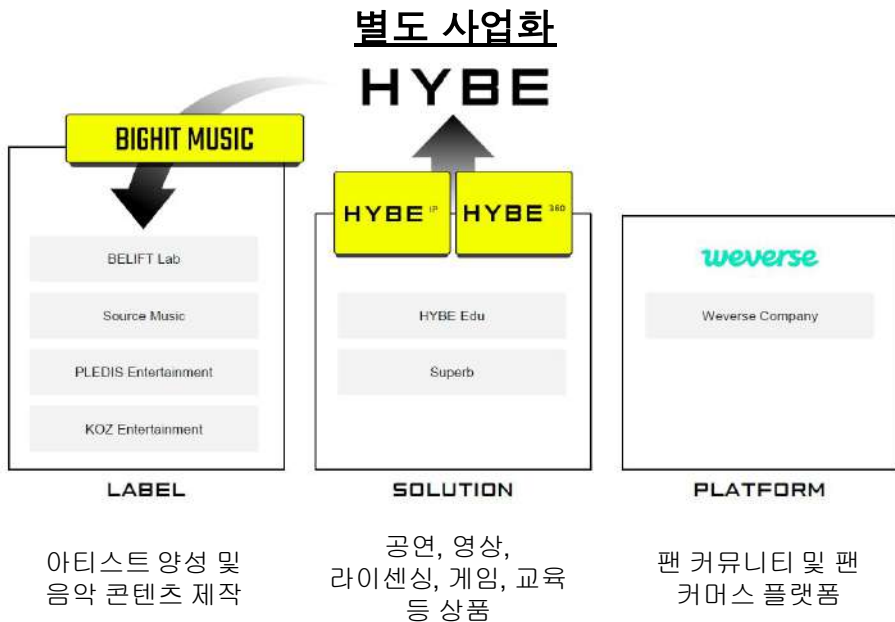 별도 사업화
HYBE
BIGHIT MUSIC
BELIFT Lab
Source Music
PLEDIS Entertainment
KOZ Entertainment
LABEL
아티스트 양성 및
음악 콘텐츠 제작
HYBE IP
HYBE 360
HYBE Edu
Superb
SOLUTION
공연, 영상,
라이센싱, 게임, 교육
등 상품
weverse
Weverse Company
PLATFORM
팬 커뮤니티 및 팬
커머스 플랫폼